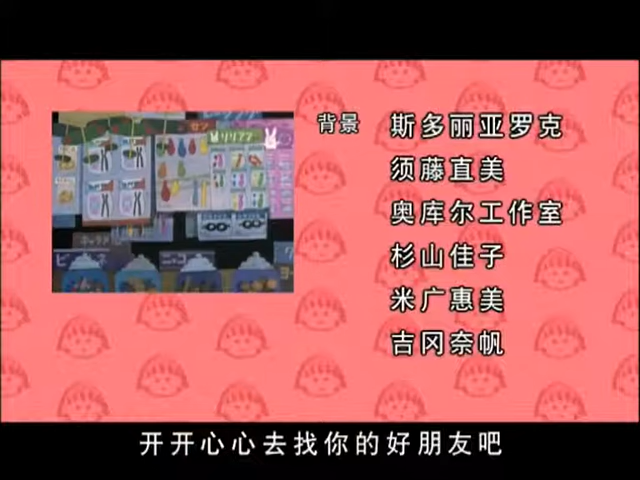 背景
斯多丽亚罗克
须藤直美
奥库尔工作室
杉山佳子
米广惠美
吉冈奈帆
开开心心去找你的好朋友吧